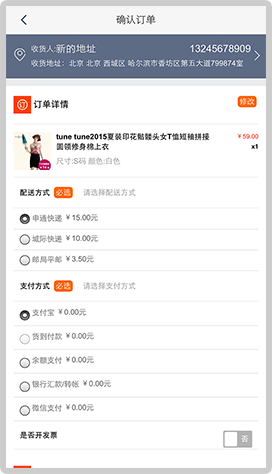 确认订单
收货人:新的地址 13245678909
收货地址: 北京 北京 西城区 哈尔滨市香坊区第五大道799874室
订单详情 修改
tune tune2015夏装印花骷髅头女T恤短袖拼接 ￥59.00
圆领修身棉上衣 x1
尺寸:S码 颜色:白色
配送方式 必选 请选择配送方式
申通快递 ￥15.00元
城际快递 ￥10.00元
邮局平邮 ￥3.50元
支付方式 必选 请选择支付方式
支付宝 ￥0.00元
货到付款 ￥0.00元
余额支付 ￥0.00元
银行汇款/转帐 ￥0.00元
微信支付 ￥0.00元
是否开发票 否